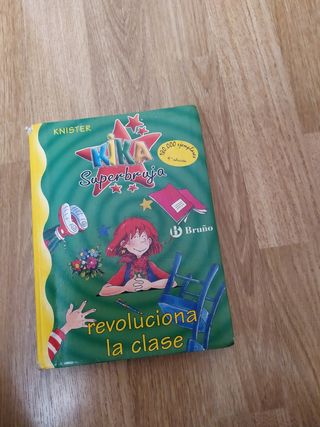 KNISTER
KIKA
Superbruja
Bruño
revoluciona
la clase